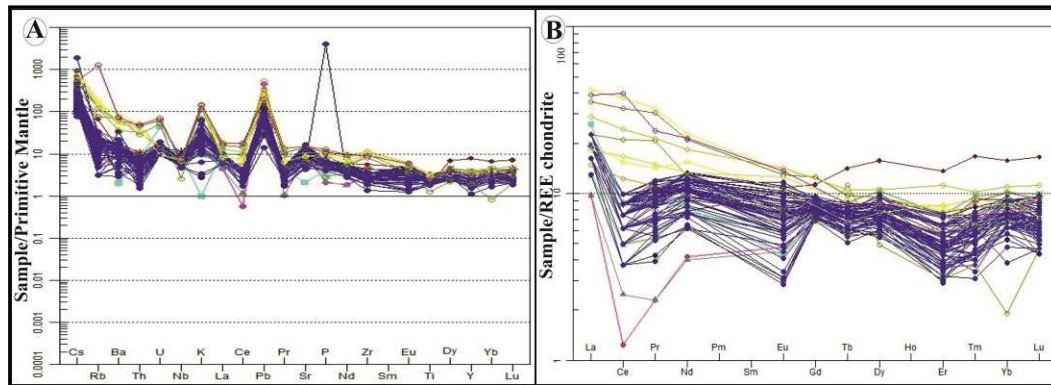 A
Sample/Primitive Mantle
1000
100
10
1
0.1
0.01
0.001
0.0001
Cs Ba U K Ce Pr P Zr Eu Dy Yb
Rb Th Nb La Pb Sr Nd Sm Ti Y Lu
B
Sample/REE chondrite
100
10
1
La Pr Pm Eu Tb Ho Tm Lu
Ce Nd Sm Gd Dy Er Yb